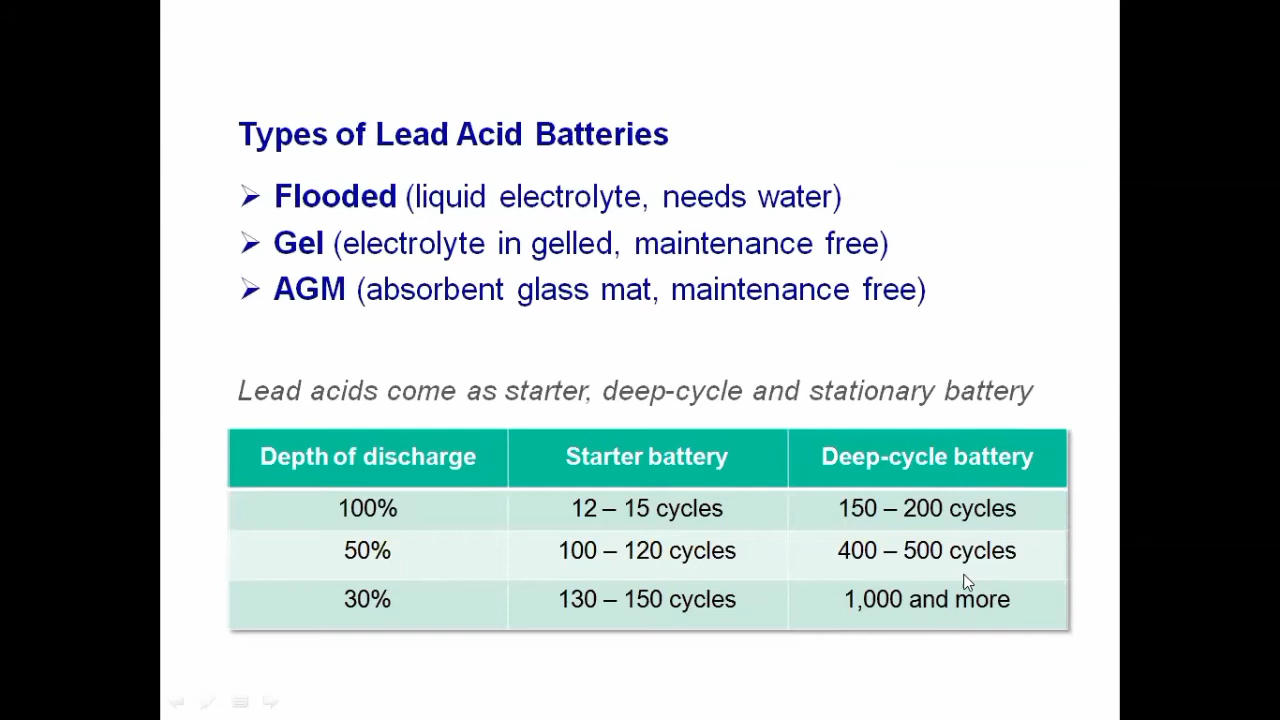 Types of Lead Acid Batteries
Flooded (liquid electrolyte, needs water)
Gel (electrolyte in gelled, maintenance free)
AGM (absorbent glass mat, maintenance free)
Lead acids come as starter, deep-cycle and stationary battery
Depth of discharge Starter battery Deep-cycle battery
100% 12 – 15 cycles 150 – 200 cycles
50% 100 – 120 cycles 400 – 500 cycles
30% 130 – 150 cycles 1,000 and more